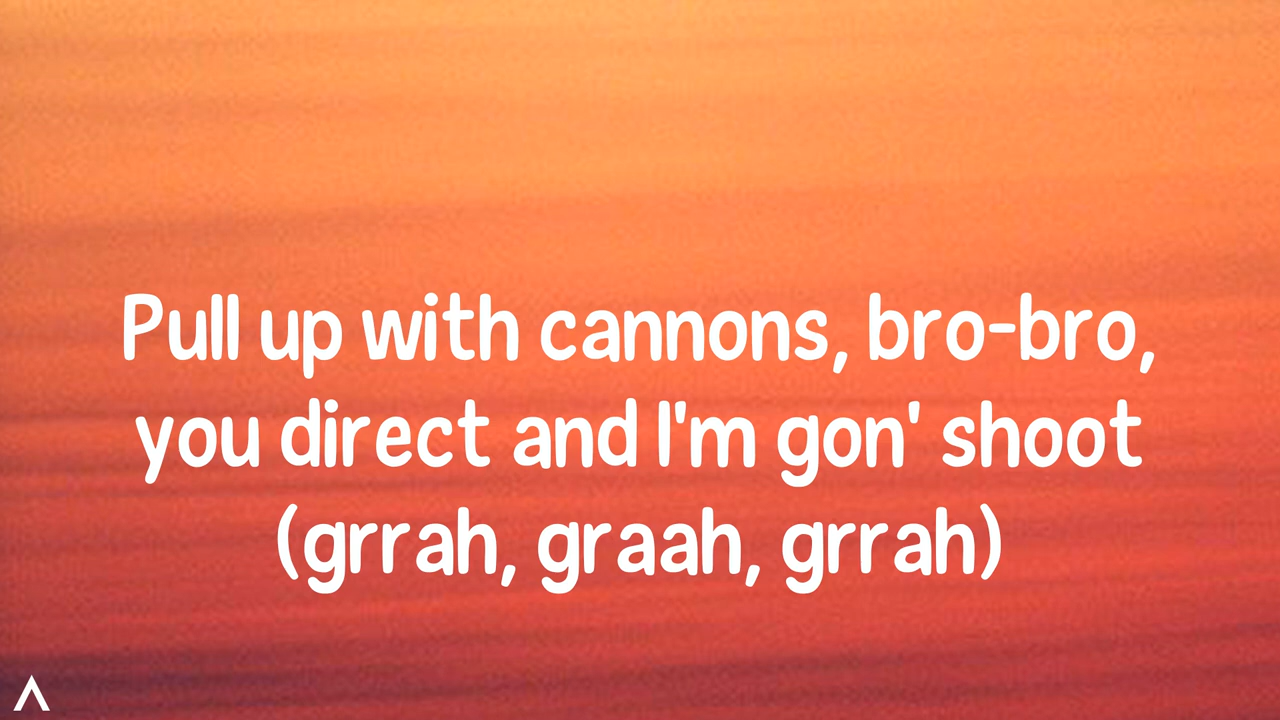 Pull up with cannons, bro-bro,
you direct and I'm gon' shoot
(grrah, graah, grrah)